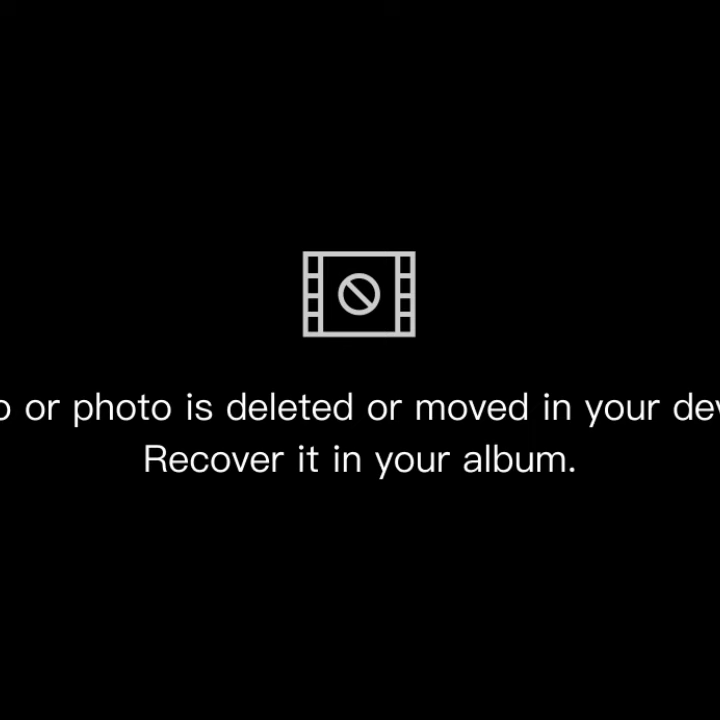 o or photo is deleted or moved in your dev
Recover it in your album.